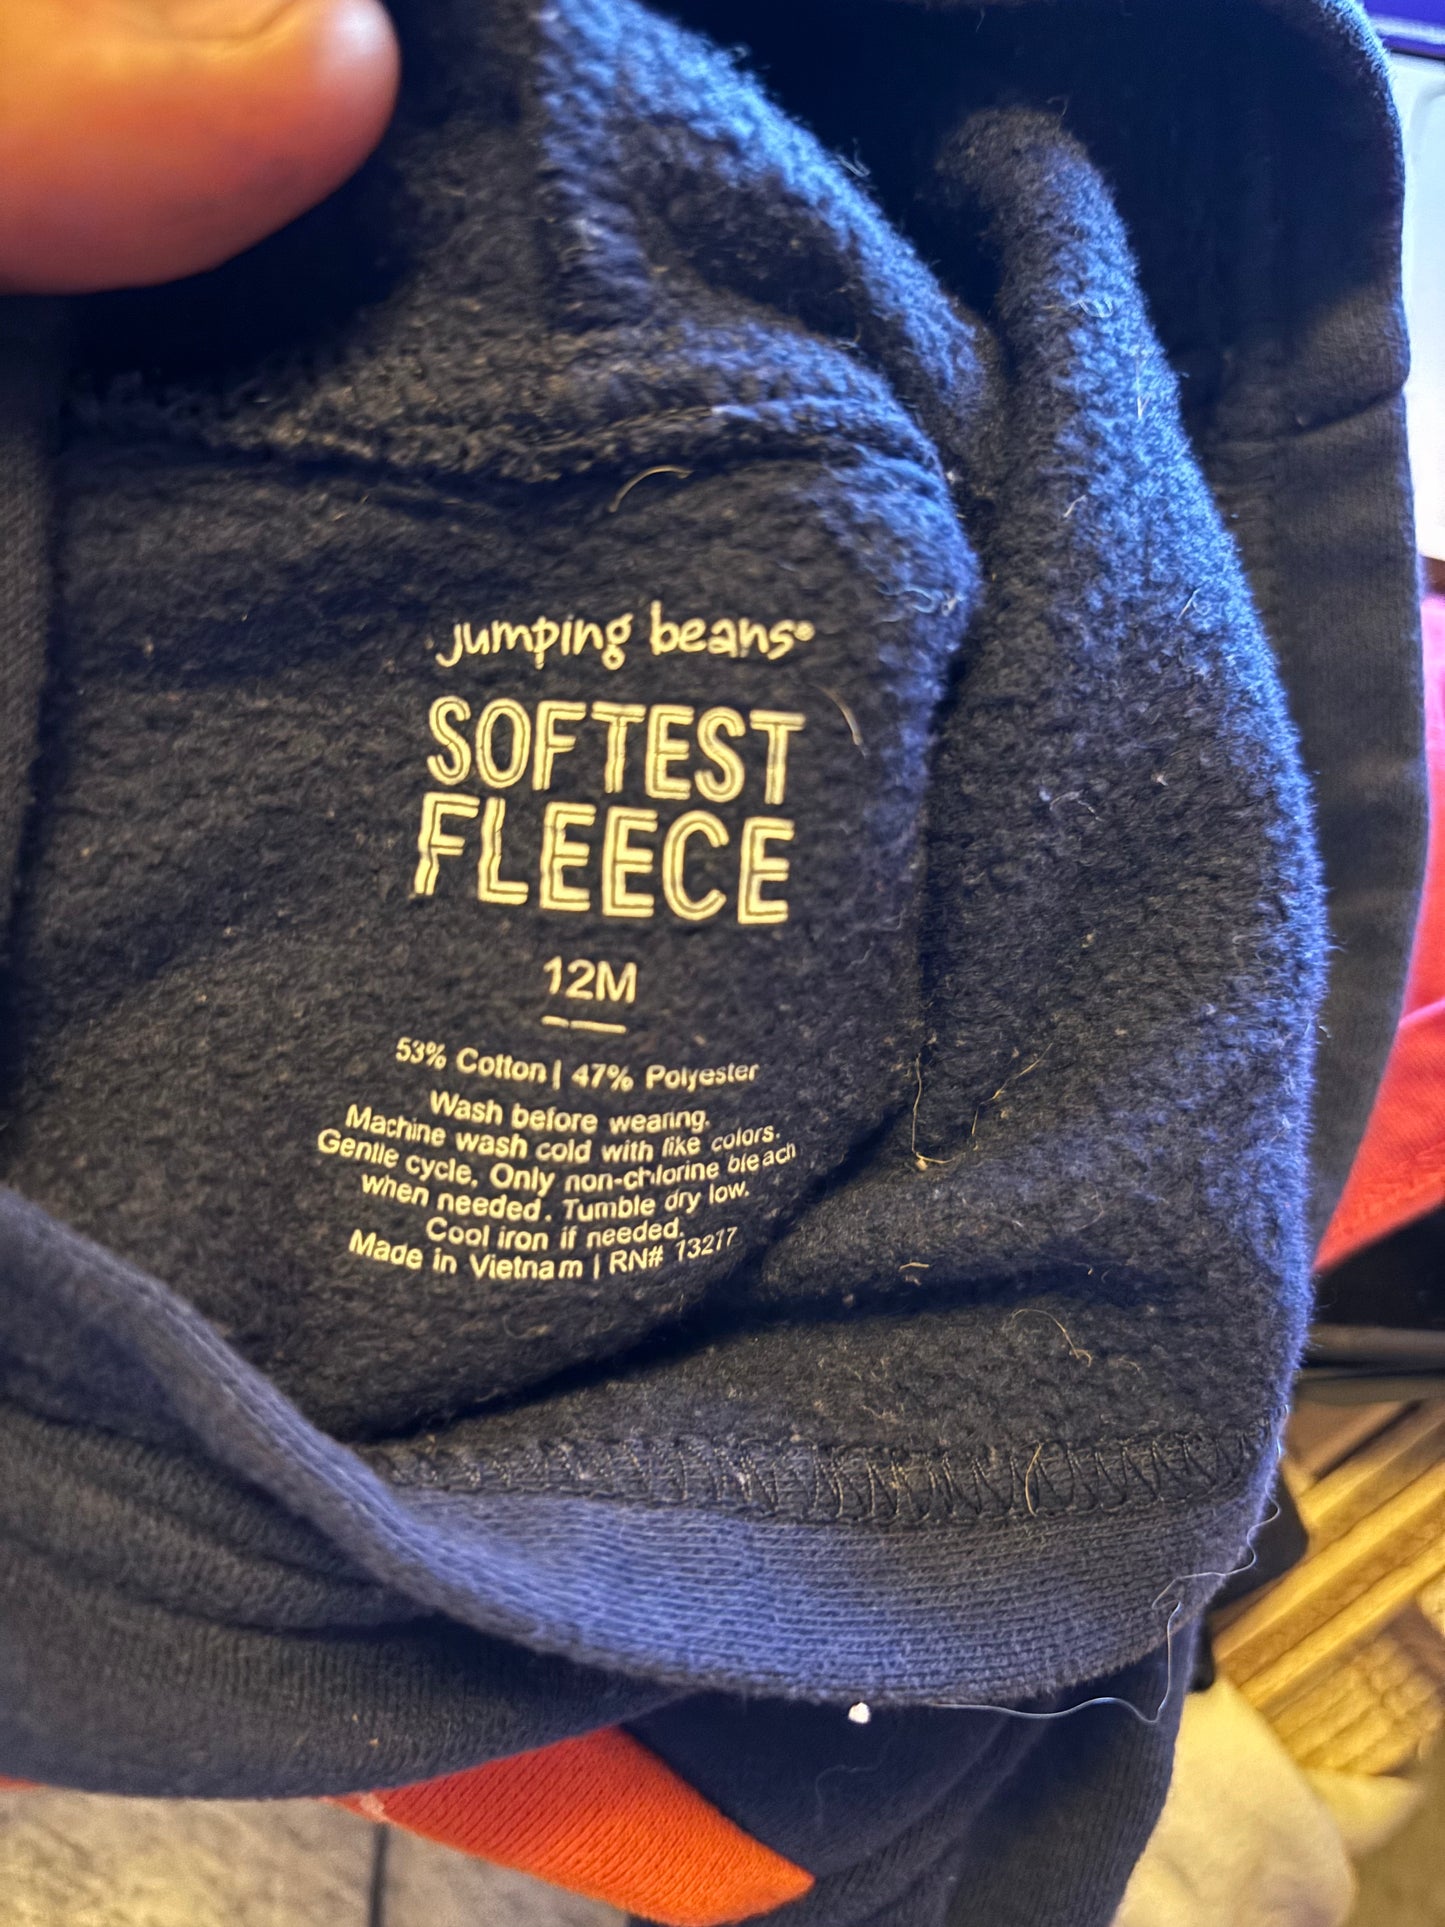 jumping beans®
SOFTEST
FLEECE
12M
53% Cotton | 47% Polyester
Wash before wearing.
Machine wash cold with like colors.
Gentle cycle. Only non-chlorine bleach
when needed. Tumble dry low.
Cool iron if needed.
Made in Vietnam | RN# 73277